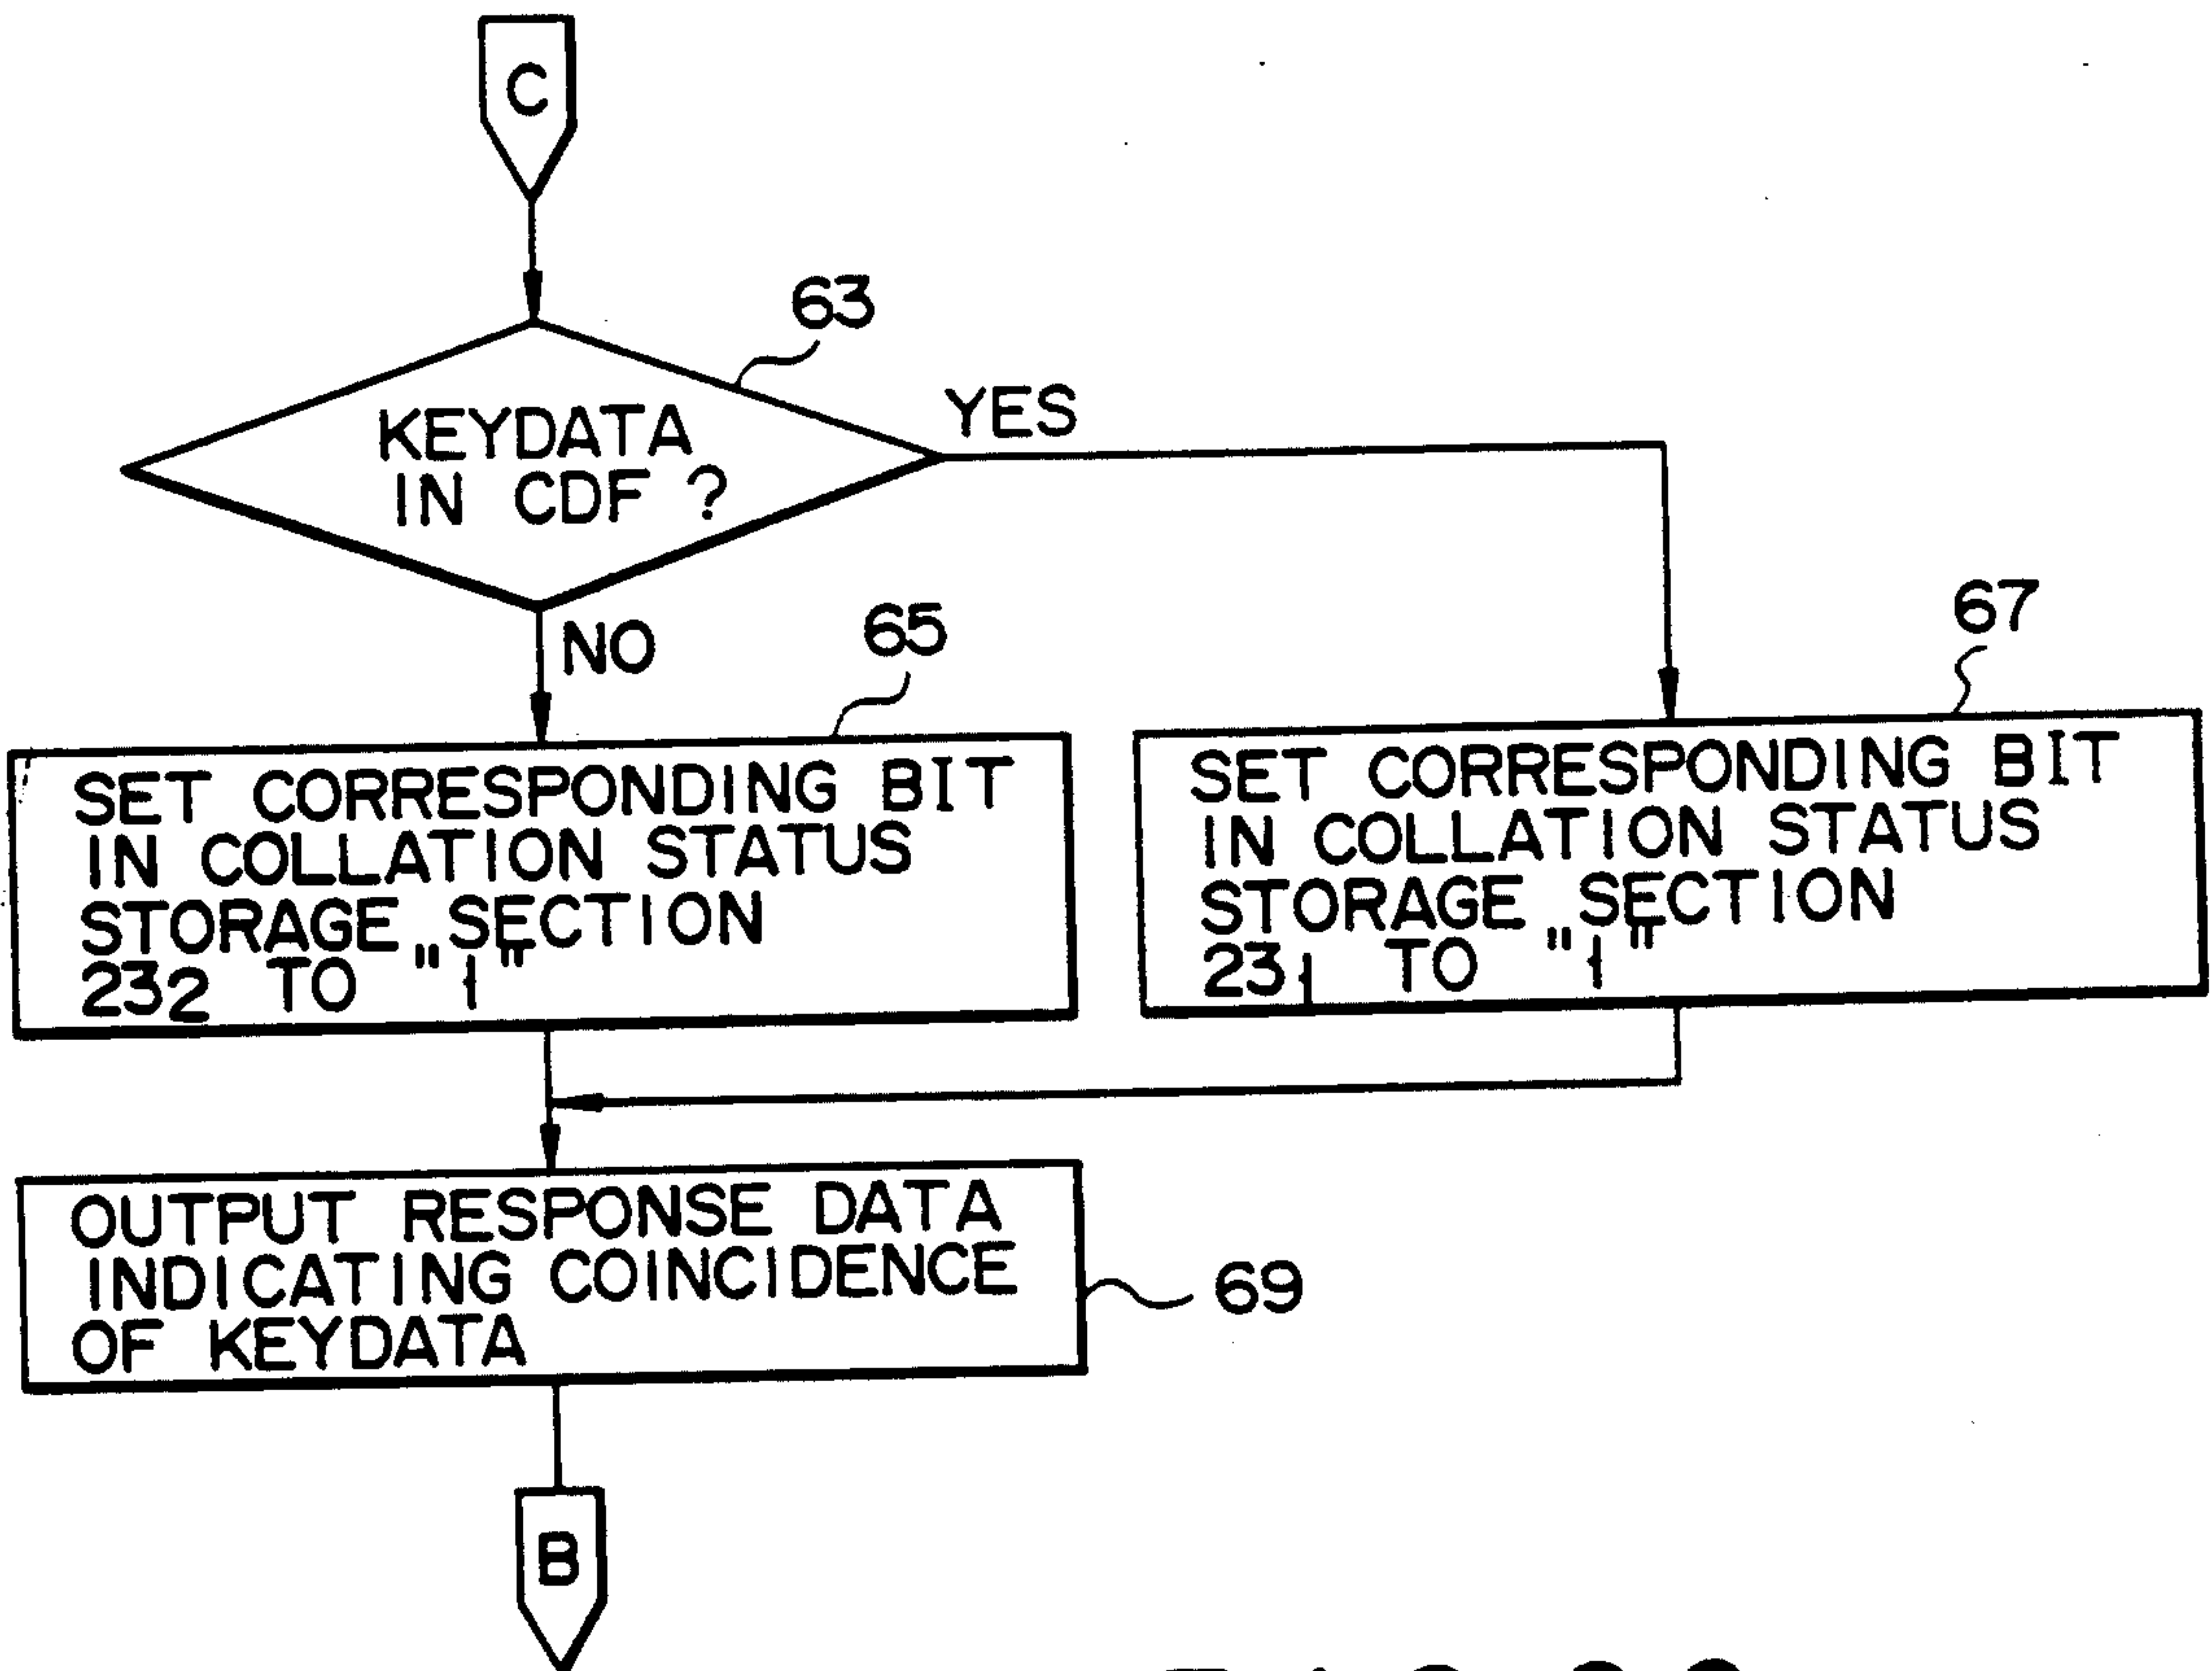 C
63
KEYDATA
IN CDF ?
YES
NO
65
67
SET CORRESPONDING BIT
IN COLLATION STATUS
STORAGE SECTION
232 TO "1"
SET CORRESPONDING BIT
IN COLLATION STATUS
STORAGE SECTION
231 TO "1"
OUTPUT RESPONSE DATA
INDICATING COINCIDENCE
OF KEYDATA
69
B